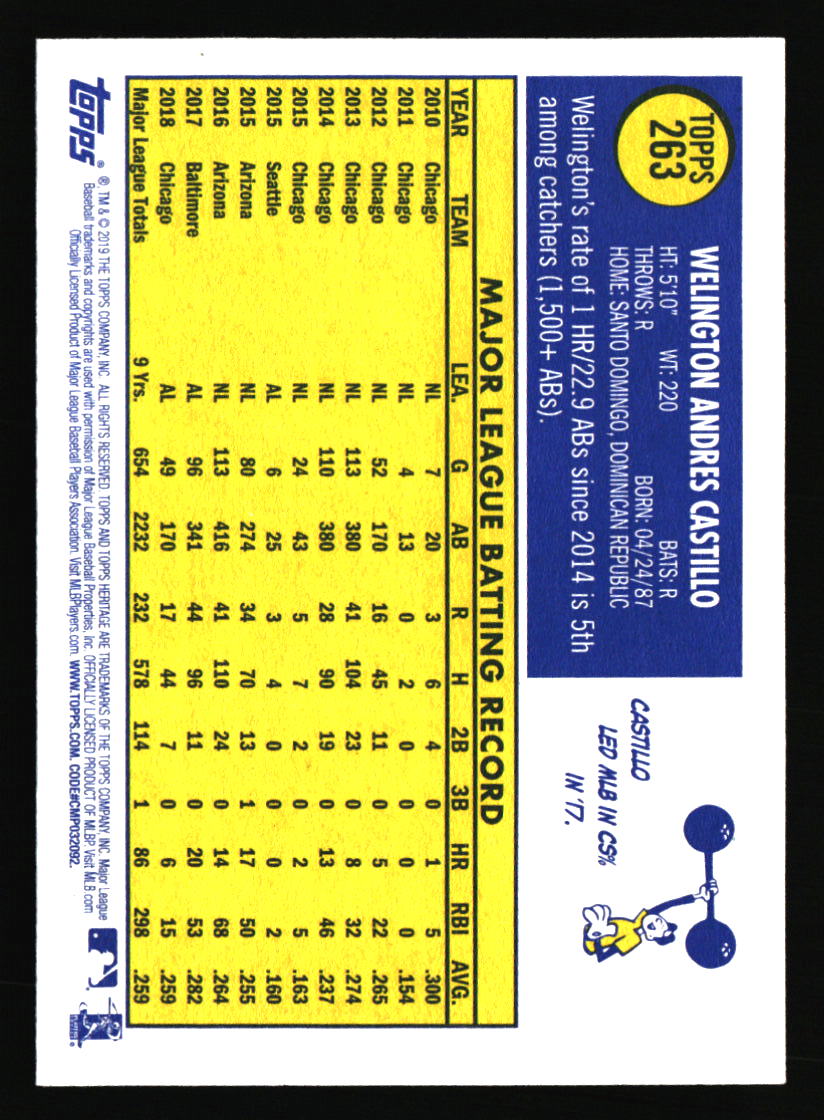 TOPPS
263
WELINGTON ANDRES CASTILLO
HT: 5'10" WT: 220 BATS: R
THROWS: R BORN: 04/24/87
HOME: SANTO DOMINGO, DOMINICAN REPUBLIC
Welington's rate of 1 HR/22.9 ABs since 2014 is 5th
among catchers (1,500+ ABs).
CASTILLO
LED MLB IN CS%
IN '17.
MAJOR LEAGUE BATTING RECORD
YEAR TEAM LEA. G AB R H 2B 3B HR RBI AVG.
2010 Chicago NL 7 20 3 6 4 0 1 5 .300
2011 Chicago NL 4 13 0 2 0 0 0 0 .154
2012 Chicago NL 52 170 16 45 11 0 5 22 .265
2013 Chicago NL 113 380 41 104 23 0 8 32 .274
2014 Chicago NL 110 380 28 90 19 0 13 46 .237
2015 Chicago NL 24 43 5 7 2 0 2 5 .163
2015 Seattle AL 6 25 3 4 0 0 0 2 .160
2015 Arizona NL 80 274 34 70 13 1 17 50 .255
2016 Arizona NL 113 416 41 110 24 0 14 68 .264
2017 Baltimore AL 96 341 44 96 11 0 20 53 .282
2018 Chicago AL 49 170 17 44 7 0 6 15 .259
Major League Totals 9 Yrs. 654 2232 232 578 114 1 86 298 .259
topps®
®, TM & © 2019 THE TOPPS COMPANY, INC. ALL RIGHTS RESERVED. TOPPS AND TOPPS HERITAGE ARE TRADEMARKS OF THE TOPPS COMPANY, INC. Major League
Baseball trademarks and copyrights are used with permission of Major League Baseball Properties, Inc. OFFICIALLY LICENSED PRODUCT OF MLBP. Visit MLB.com
Officially Licensed Product of Major League Baseball Players Association. Visit MLBPlayers.com. WWW.TOPPS.COM. CODE#CMP032092.